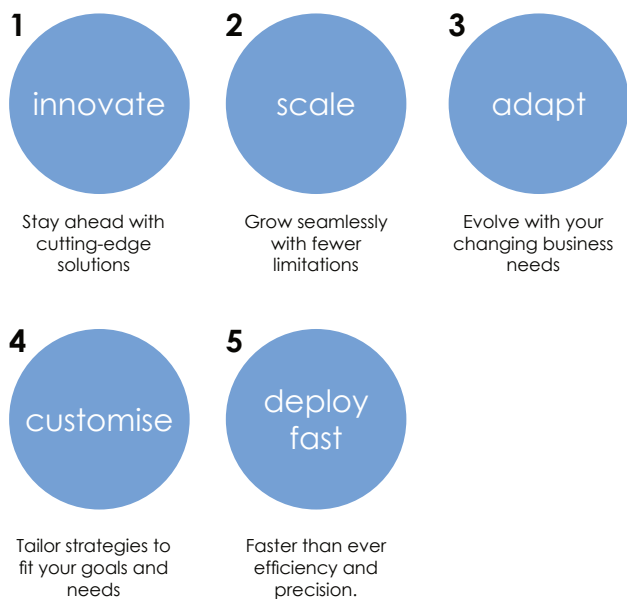 1
innovate
Stay ahead with
cutting-edge
solutions
2
scale
Grow seamlessly
with fewer
limitations
3
adapt
Evolve with your
changing business
needs
4
customise
Tailor strategies to
fit your goals and
needs
5
deploy
fast
Faster than ever
efficiency and
precision.